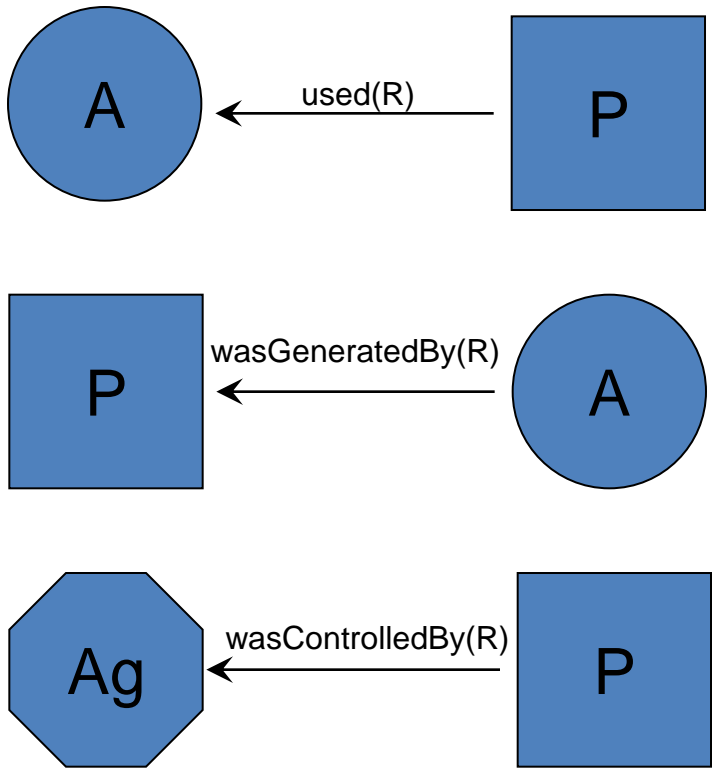 A
used(R)
P
P
wasGeneratedBy(R)
A
Ag
wasControlledBy(R)
P